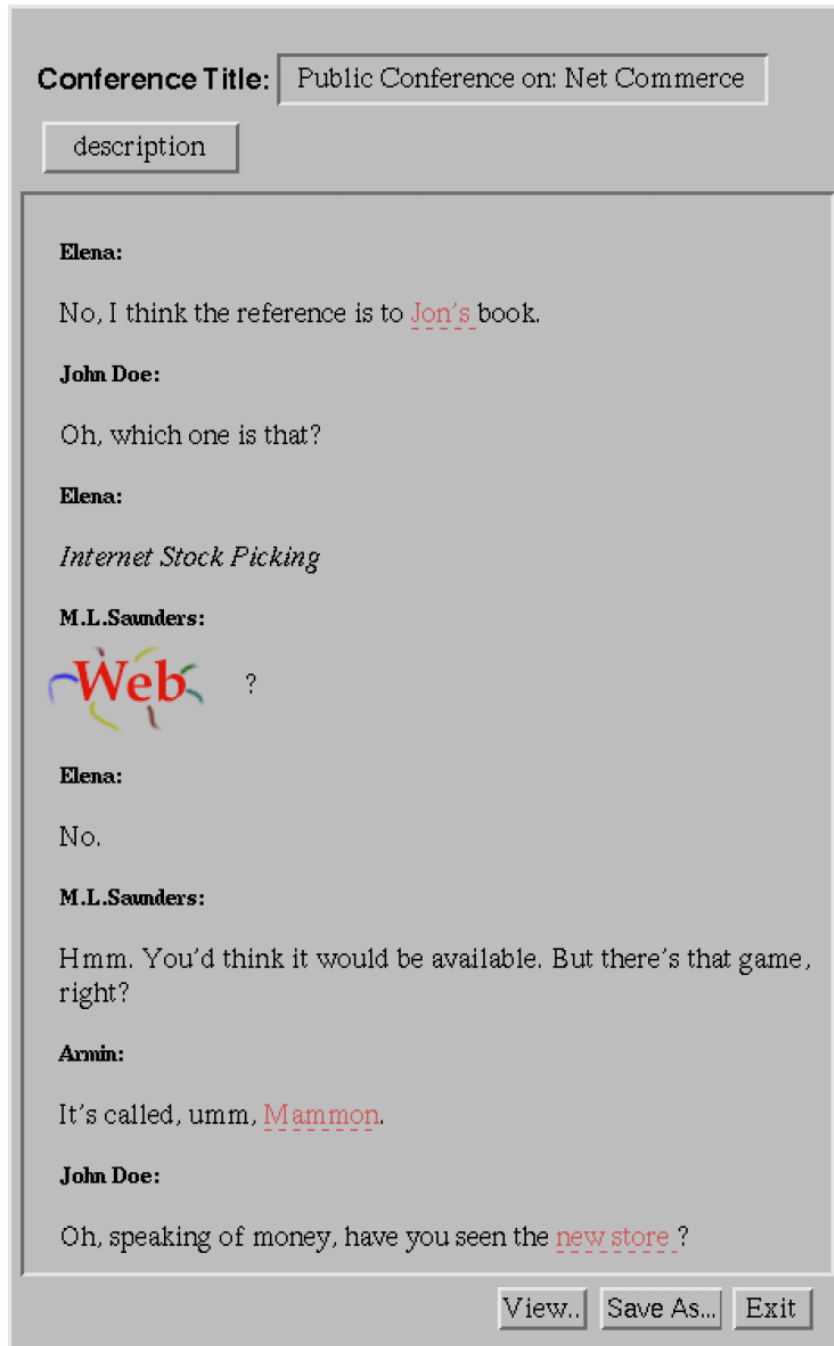 Conference Title: Public Conference on: Net Commerce
description
Elena:
No, I think the reference is to Jon's book.
John Doe:
Oh, which one is that?
Elena:
Internet Stock Picking
M.L.Saunders:
Web ?
Elena:
No.
M.L.Saunders:
Hmm. You'd think it would be available. But there's that game,
right?
Armin:
It's called, umm, Mammon.
John Doe:
Oh, speaking of money, have you seen the new store ?
View.. Save As... Exit